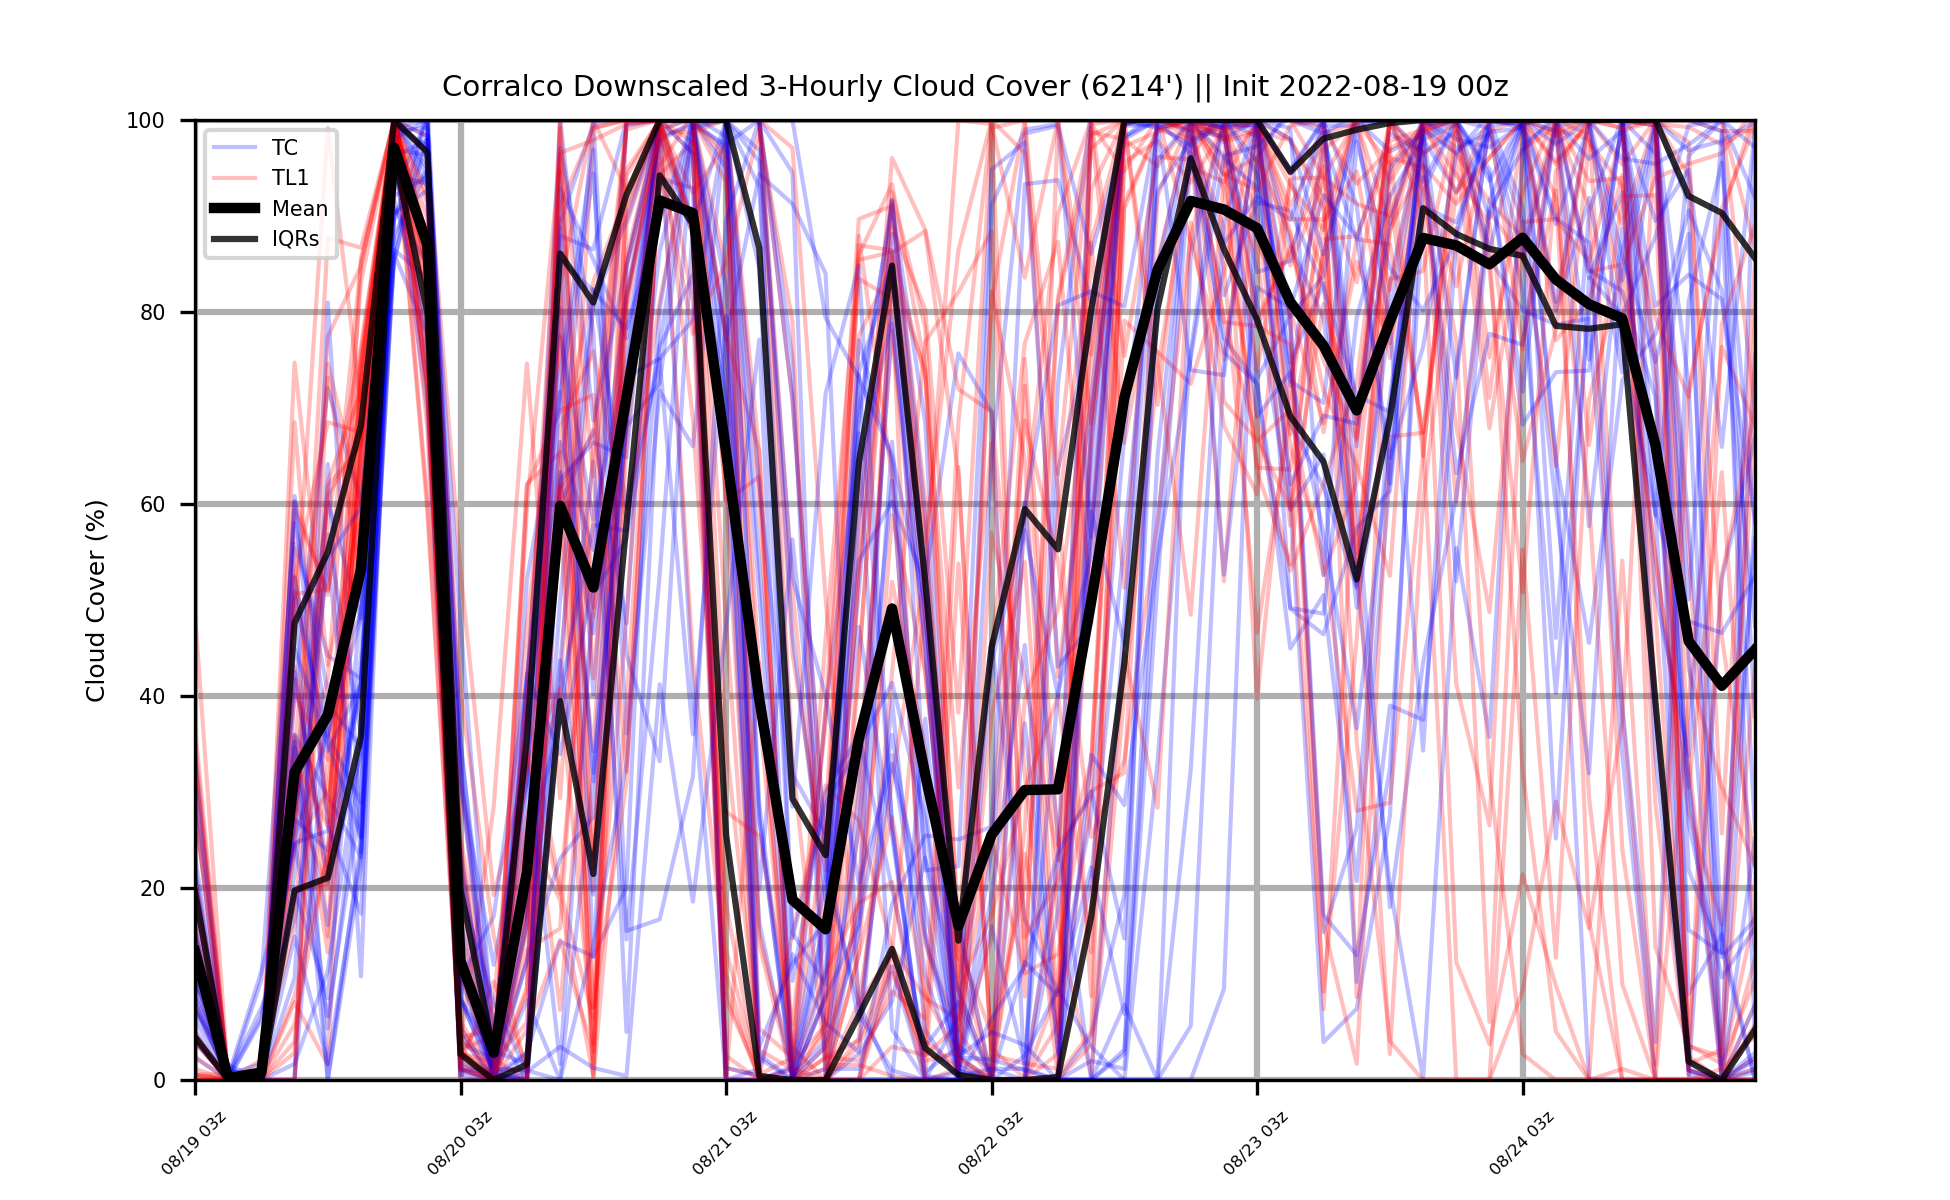 Corralco Downscaled 3-Hourly Cloud Cover (6214') || Init 2022-08-19 00z
100
80
60
40
20
0
Cloud Cover (%)
TC
TL1
Mean
IQRs
08/19 03z
08/20 03z
08/21 03z
08/22 03z
08/23 03z
08/24 03z